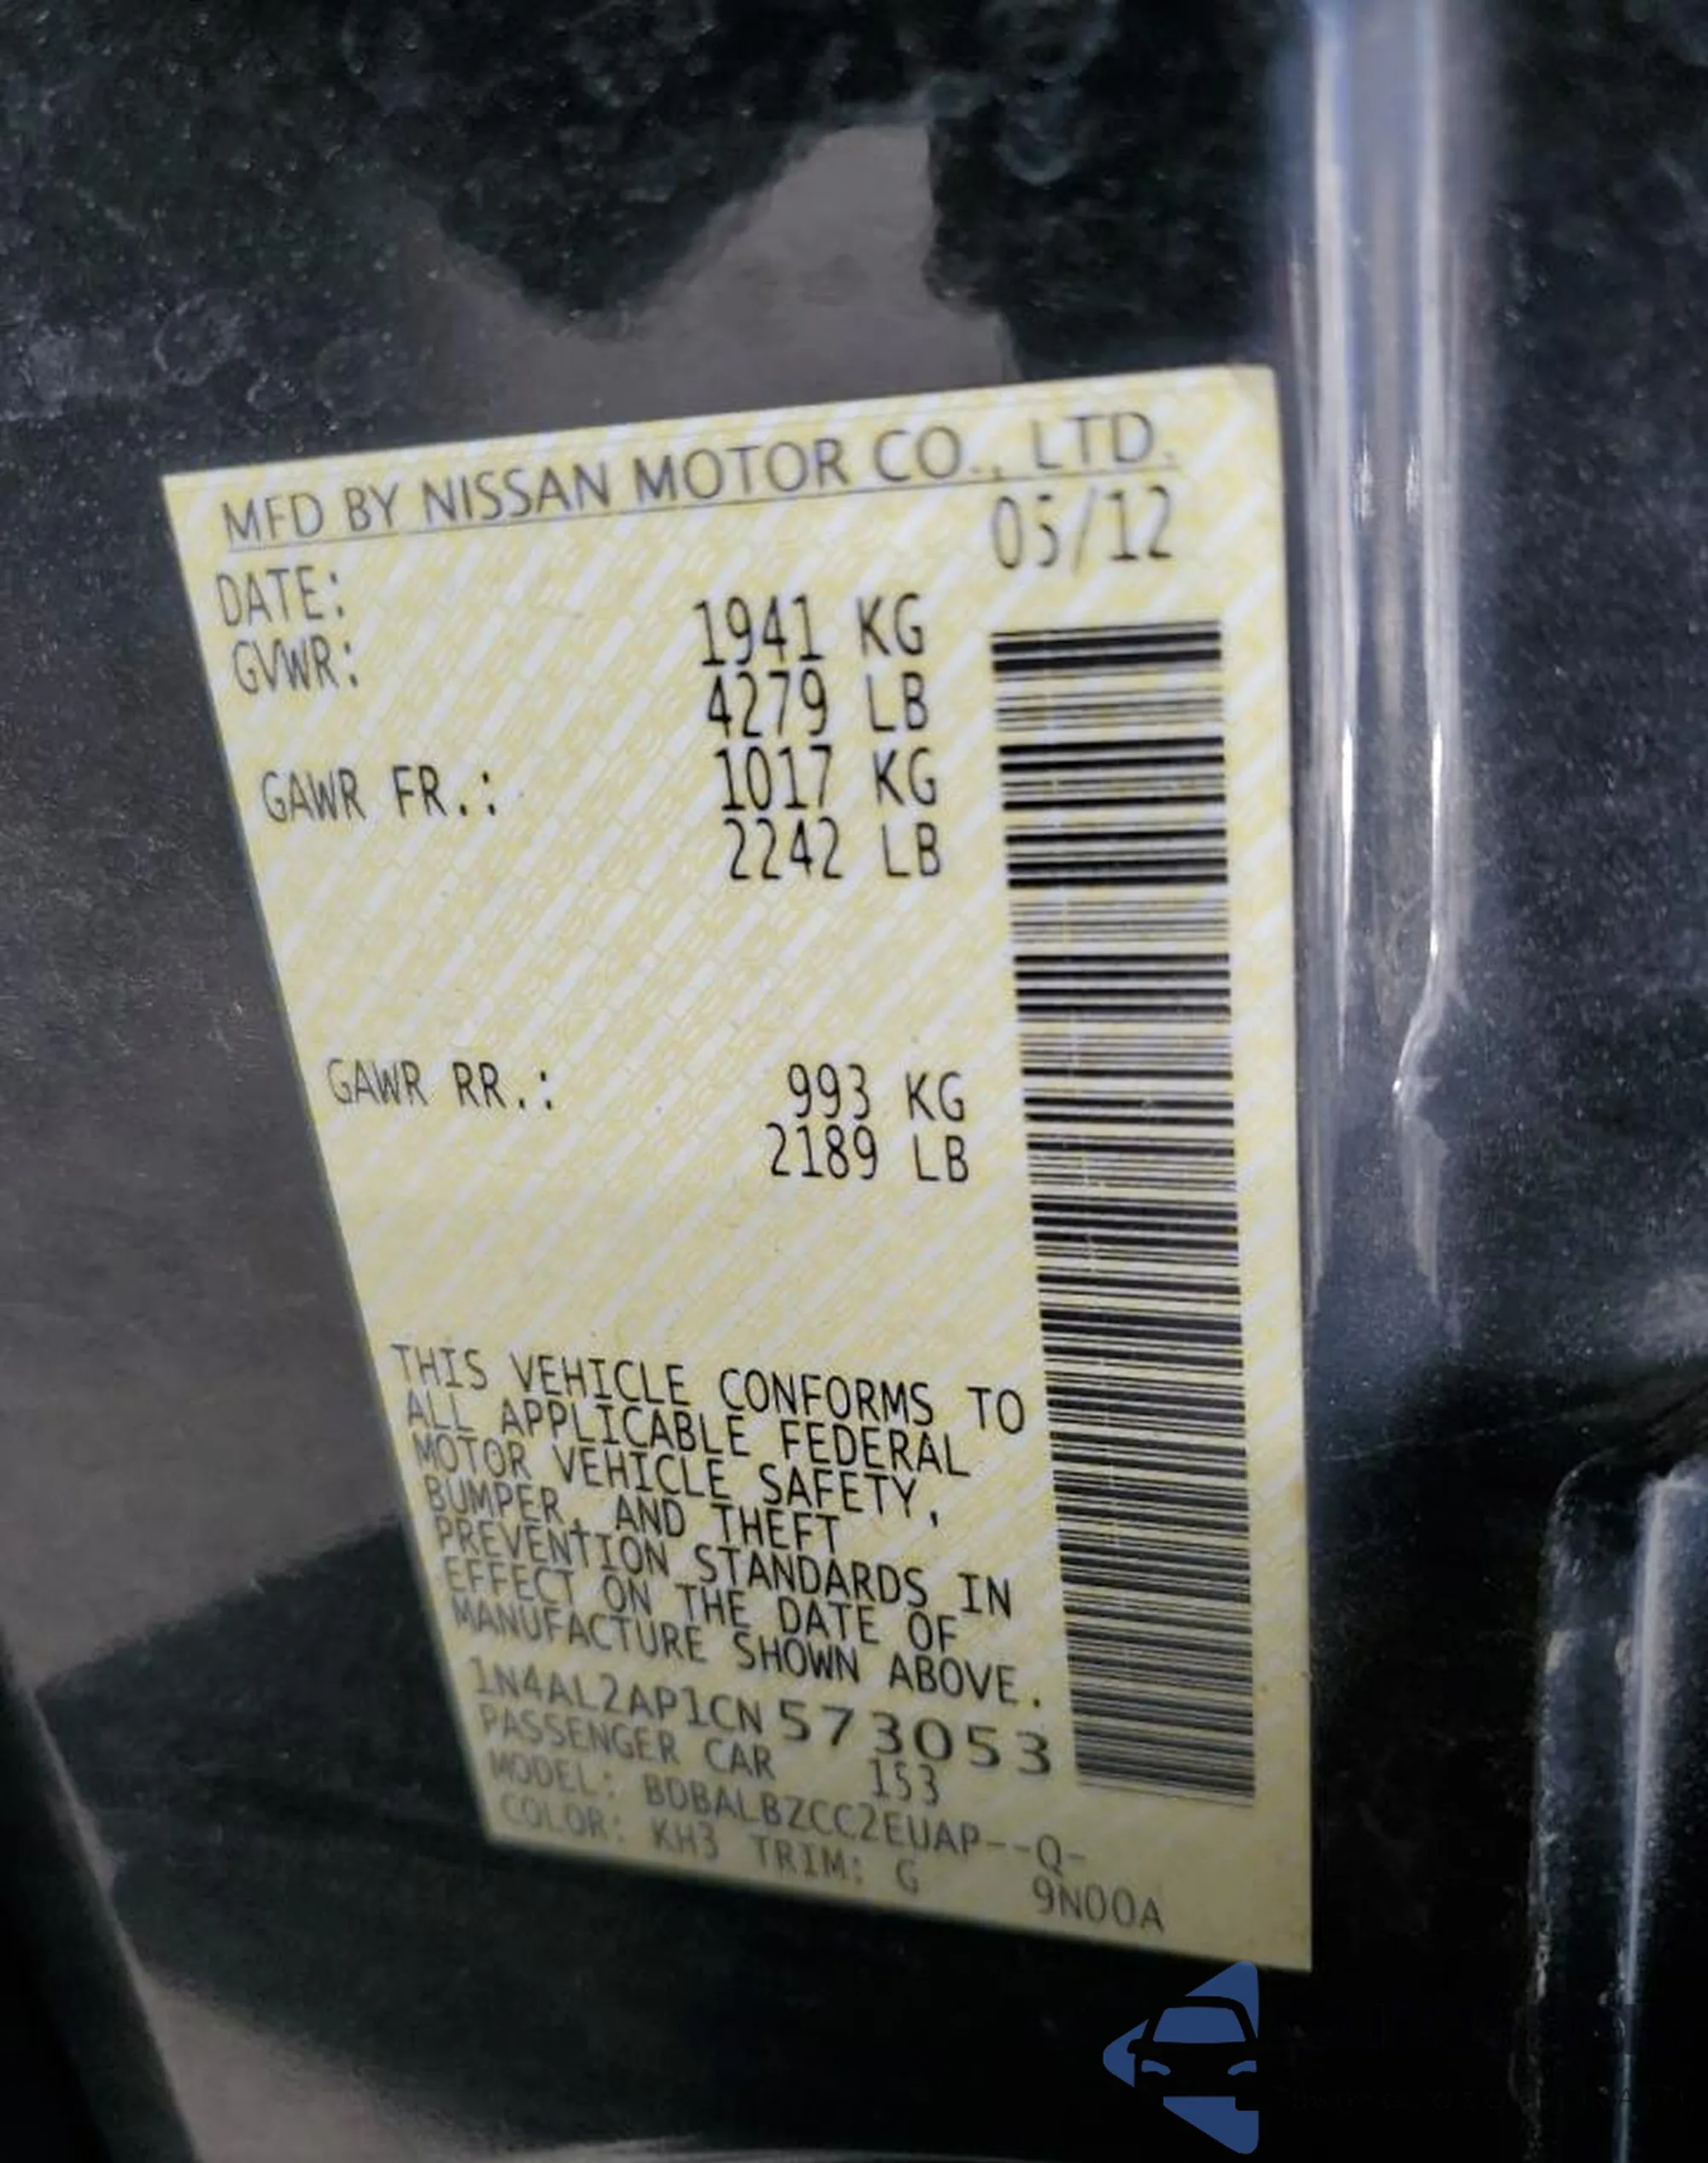 MFD BY NISSAN MOTOR CO., LTD.
DATE: 05/12
GVWR: 1941 KG
4279 LB
GAWR FR.: 1017 KG
2242 LB
GAWR RR.: 993 KG
2189 LB
THIS VEHICLE CONFORMS TO
ALL APPLICABLE FEDERAL
MOTOR VEHICLE SAFETY,
BUMPER, AND THEFT
PREVENTION STANDARDS IN
EFFECT ON THE DATE OF
MANUFACTURE SHOWN ABOVE.
1N4AL2AP1CN573053
PASSENGER CAR 153
MODEL: BDBALBZCC2EUAP--Q-
COLOR: KH3 TRIM: G 9N00A